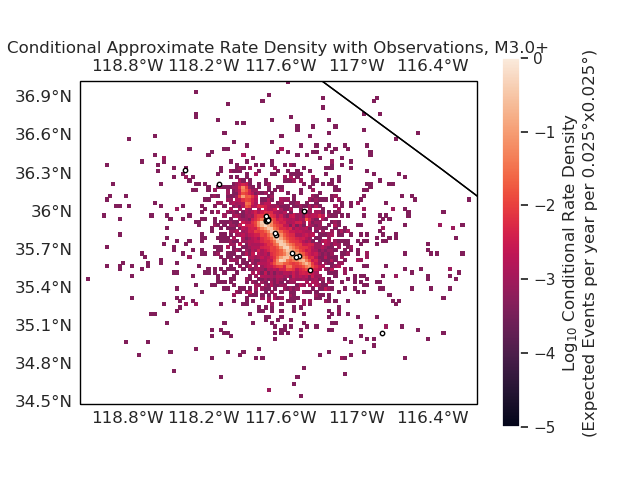 Conditional Approximate Rate Density with Observations, M3.0+
118.8°W 118.2°W 117.6°W 117°W 116.4°W
36.9°N
36.6°N
36.3°N
36°N
35.7°N
35.4°N
35.1°N
34.8°N
34.5°N
118.8°W 118.2°W 117.6°W 117°W 116.4°W
0
−1
−2
−3
−4
−5
Log10 Conditional Rate Density
(Expected Events per year per 0.025°x0.025°)